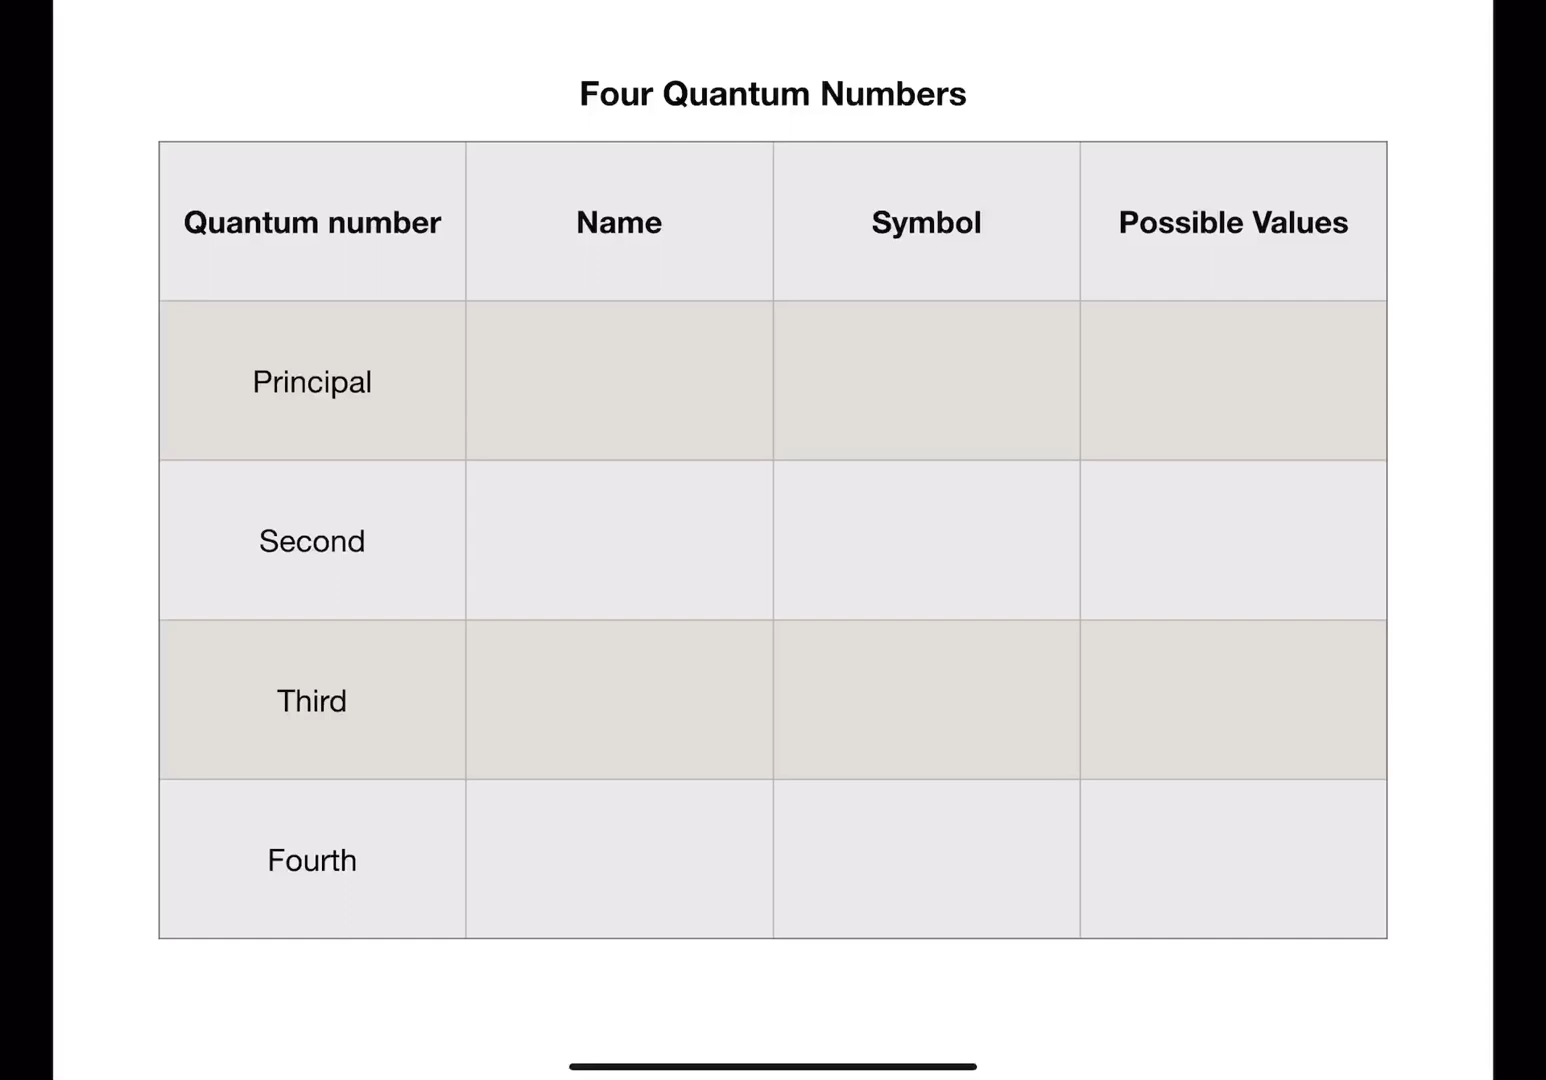 Four Quantum Numbers
Quantum number Name Symbol Possible Values
Principal
Second
Third
Fourth